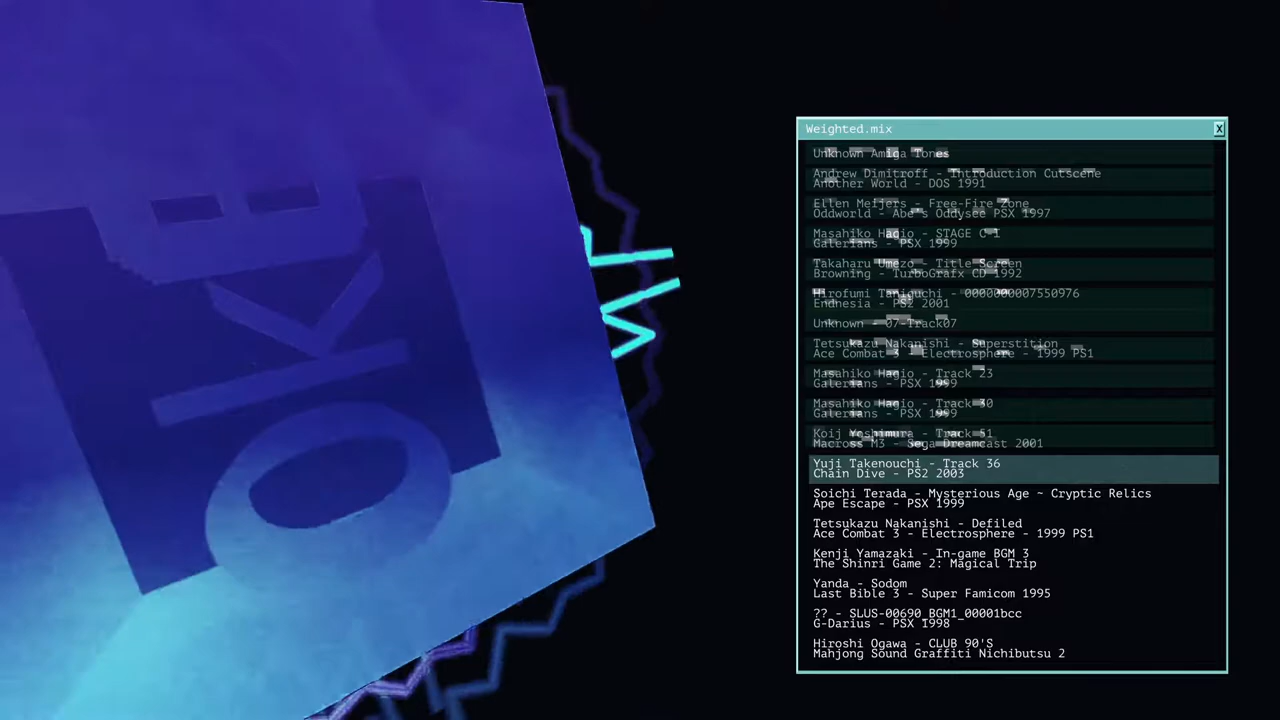 OKE
Weighted.mix
X
Unknown Amiga Tones
Andrew Dimitroff - Introduction Cutscene
Another World - DOS 1991
Ellen Meijers - Free-Fire Zone
Oddworld - Abe's Oddysee PSX 1997
Masahiko Hagio - STAGE C-1
Galerians - PSX 1999
Takaharu Umezo - Title Screen
Browning - TurboGrafx CD 1992
Hirofumi Taniguchi - 0000000007550976
Endnesia - PS2 2001
Unknown - 07-Track07
Tetsukazu Nakanishi - Superstition
Ace Combat 3 - Electrosphere - 1999 PS1
Masahiko Hagio - Track 23
Galerians - PSX 1999
Masahiko Hagio - Track 30
Galerians - PSX 1999
Koij Yoshimura - Track 51
Macross M3 - Sega Dreamcast 2001
Yuji Takenouchi - Track 36
Chain Dive - PS2 2003
Soichi Terada - Mysterious Age ~ Cryptic Relics
Ape Escape - PSX 1999
Tetsukazu Nakanishi - Defiled
Ace Combat 3 - Electrosphere - 1999 PS1
Kenji Yamazaki - In-game BGM 3
The Shinri Game 2: Magical Trip
Yanda - Sodom
Last Bible 3 - Super Famicom 1995
?? - SLUS-00690_BGM1_00001bcc
G-Darius - PSX 1998
Hiroshi Ogawa - CLUB 90'S
Mahjong Sound Graffiti Nichibutsu 2